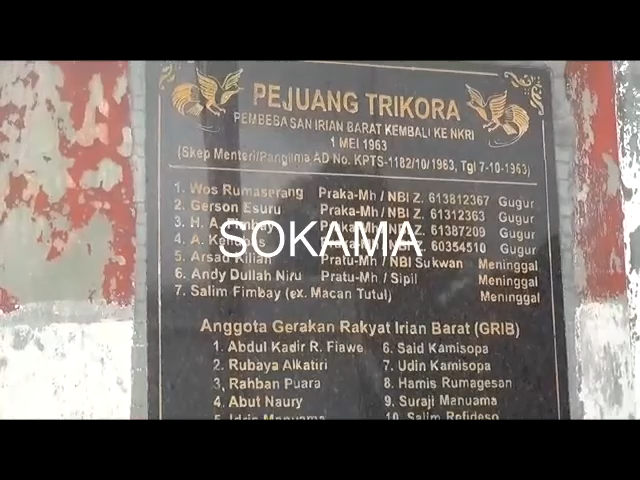 PEJUANG TRIKORA
PEMBEBASAN IRIAN BARAT KEMBALI KE NKRI
1 MEI 1963
(Skep Menteri/Panglima AD No. KPTS-1182/10/1963, Tgl 7-10-1963)
1. Wos Rumaserang Praka-Mh / NBI Z. 613812367 Gugur
2. Gerson Esuru Praka-Mh / NBI Z. 61312363 Gugur
3. H. A. Z. 61387209 Gugur
4. A. Z. 60354510 Gugur
SOKAMA
5. Arsad Kilian Pratu-Mh / NBI Sukwan Meninggal
6. Andy Dullah Niru Pratu-Mh / Sipil Meninggal
7. Salim Fimbay (ex. Macan Tutul) Meninggal
Anggota Gerakan Rakyat Irian Barat (GRIB)
1. Abdul Kadir R. Fiawe 6. Said Kamisopa
2. Rubaya Alkatiri 7. Udin Kamisopa
3. Rahban Puara 8. Hamis Rumagesan
4. Abut Naury 9. Suraji Manuama
5. Idris Manuama 10. Salim Refideso